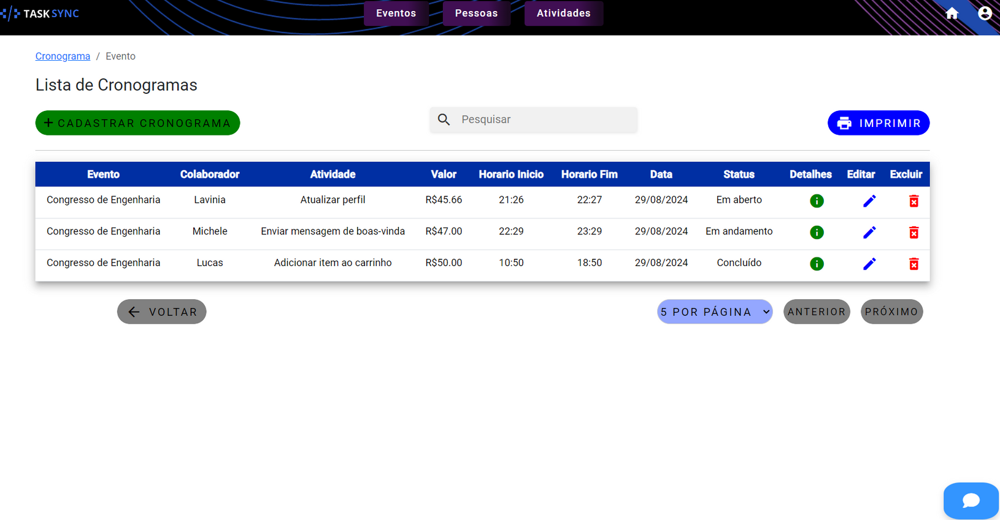 TASK SYNC Eventos Pessoas Atividades
Cronograma / Evento
Lista de Cronogramas
+ CADASTRAR CRONOGRAMA Pesquisar IMPRIMIR
Evento Colaborador Atividade Valor Horario Inicio Horario Fim Data Status Detalhes Editar Excluir
Congresso de Engenharia Lavinia Atualizar perfil R$45.66 21:26 22:27 29/08/2024 Em aberto
Congresso de Engenharia Michele Enviar mensagem de boas-vinda R$47.00 22:29 23:29 29/08/2024 Em andamento
Congresso de Engenharia Lucas Adicionar item ao carrinho R$50.00 10:50 18:50 29/08/2024 Concluído
VOLTAR 5 POR PÁGINA ANTERIOR PRÓXIMO